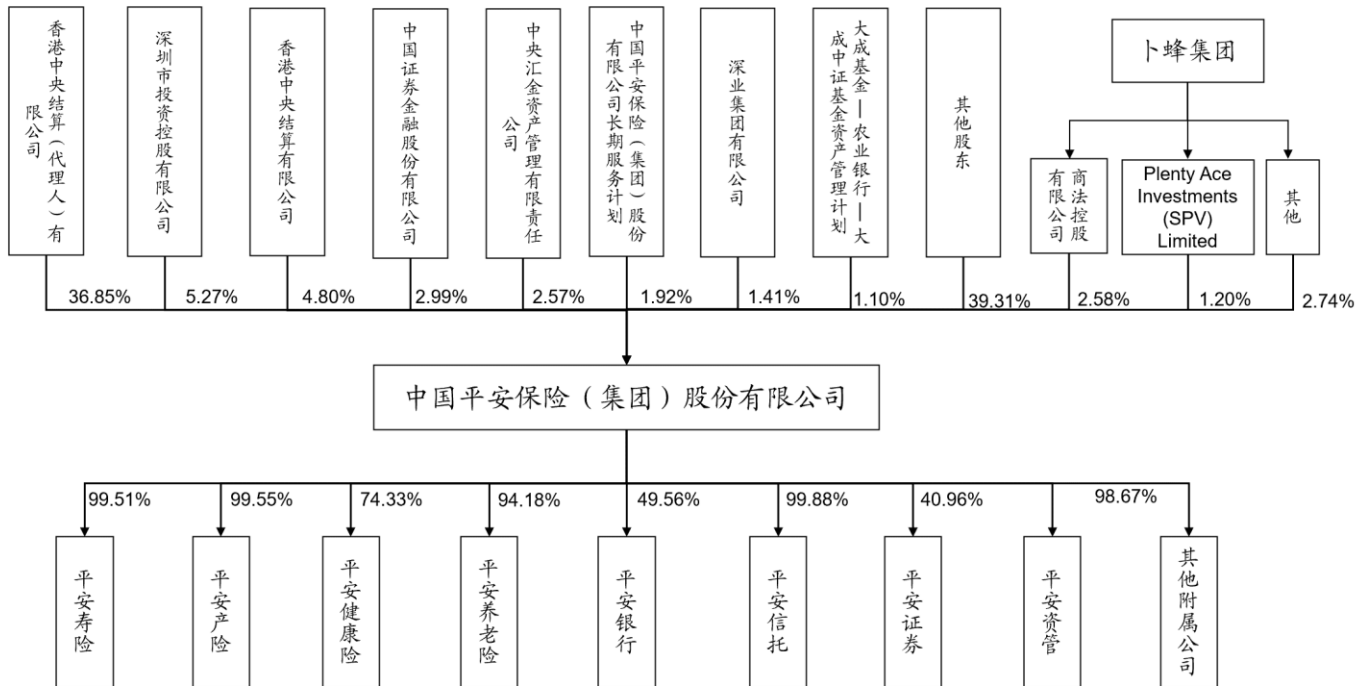 香港中央结算（代理人）有
限公司
深圳市投资控股有限公司
香港中央结算有限公司
中国证券金融股份有限公司
中央汇金资产管理有限责任
公司
中国平安保险（集团）股份
有限公司长期服务计划
深业集团有限公司
大成基金—农业银行—大
成中证基金资产管理计划
其他股东
卜蜂集团
商法控股
有限公司
Plenty Ace
Investments
(SPV)
Limited
其他
36.85%
5.27%
4.80%
2.99%
2.57%
1.92%
1.41%
1.10%
39.31%
2.58%
1.20%
2.74%
中国平安保险（集团）股份有限公司
99.51%
99.55%
74.33%
94.18%
49.56%
99.88%
40.96%
98.67%
平安寿险
平安产险
平安健康险
平安养老险
平安银行
平安信托
平安证券
平安资管
其他附属公司